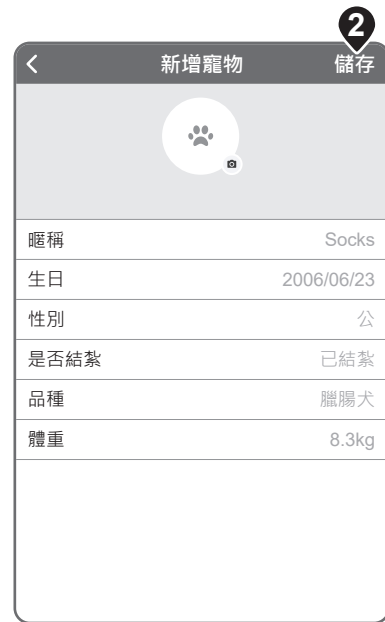 2
新增寵物 儲存
暱稱 Socks
生日 2006/06/23
性別 公
是否結紮 已結紮
品種 臘腸犬
體重 8.3kg